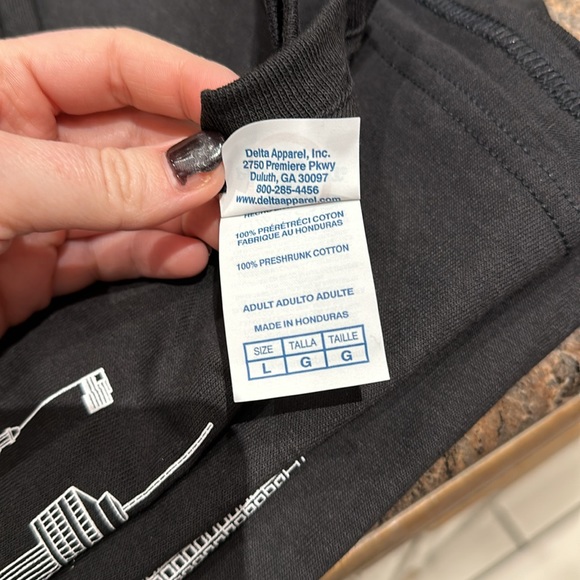 Delta Apparel, Inc.
2750 Premiere Pkwy
Duluth, GA 30097
800-285-4456
www.deltaapparel.com
100% PRÉRÉTRÉCI COTON
FABRIQUE AU HONDURAS
100% PRESHRUNK COTTON
ADULT ADULTO ADULTE
MADE IN HONDURAS
SIZE TALLA TAILLE
L G G